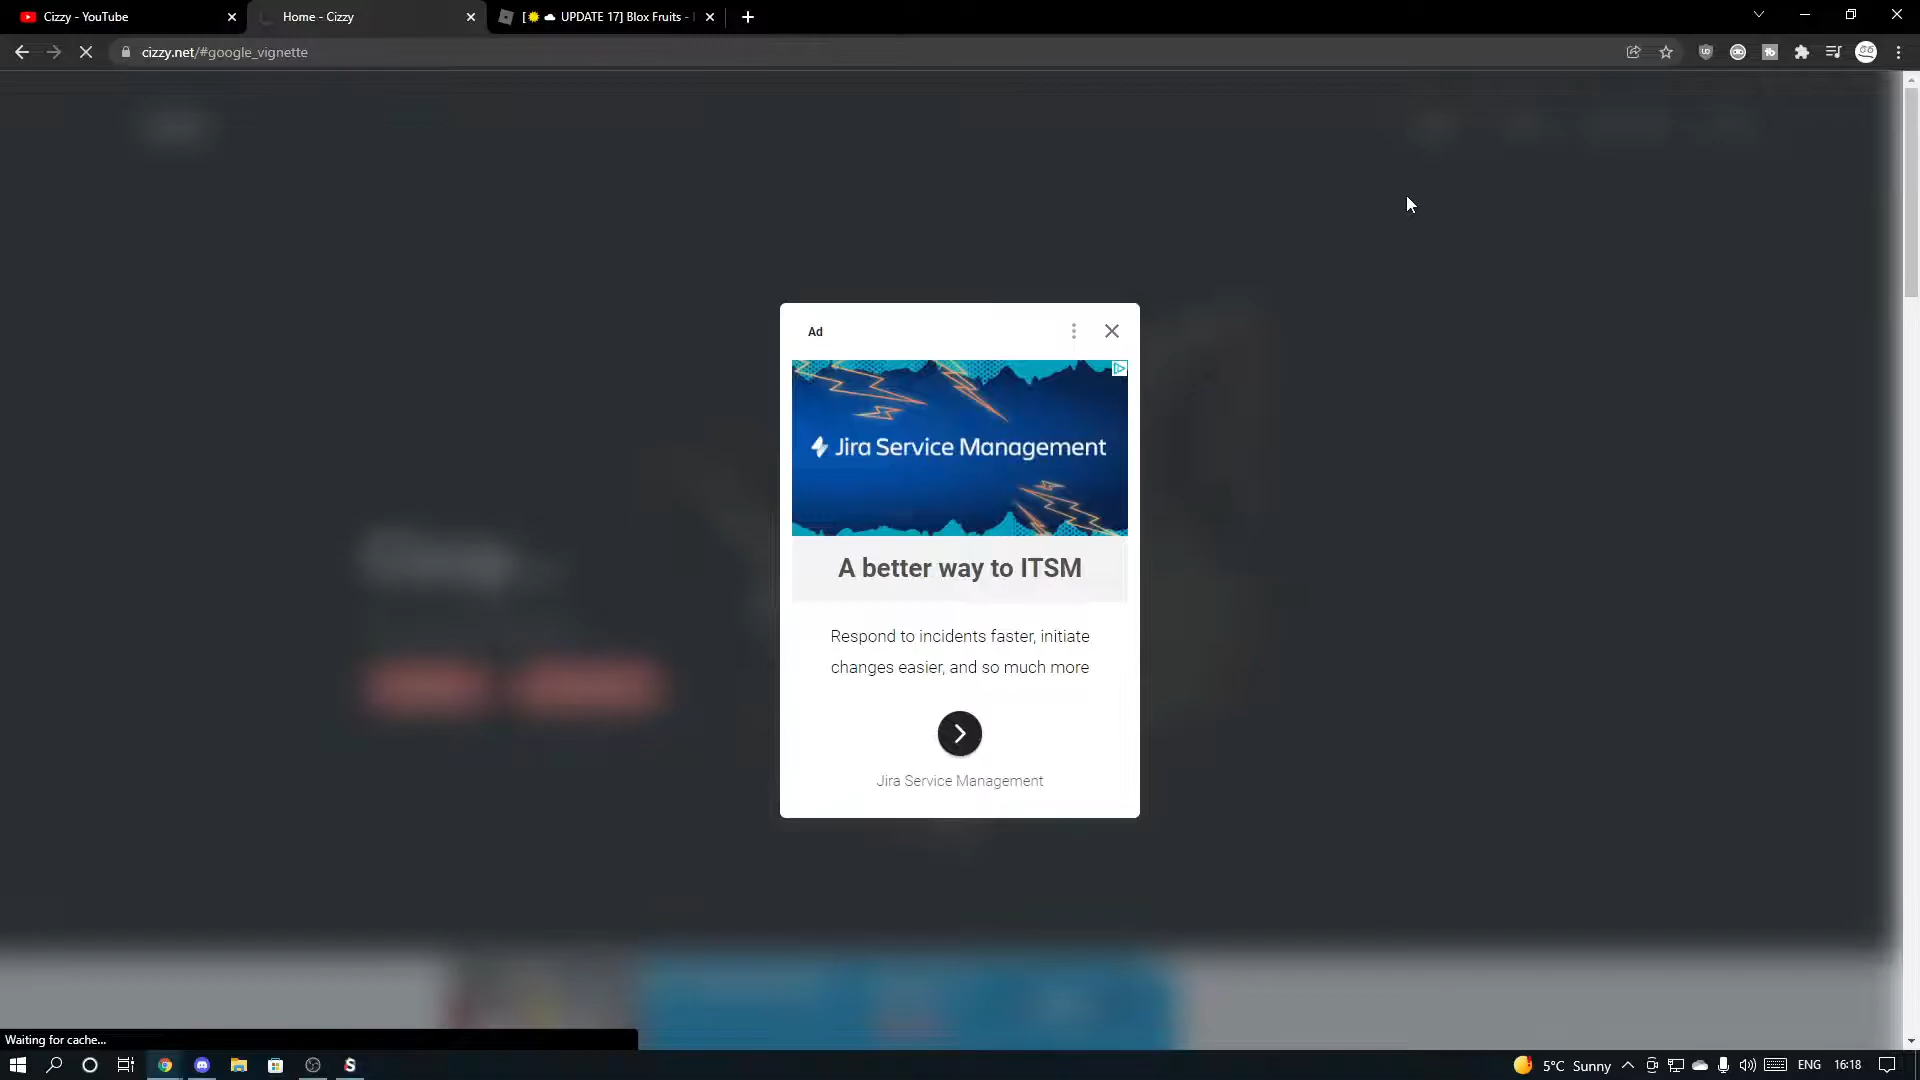 Cizzy - YouTube
Home - Cizzy
UPDATE 17] Blox Fruits -
cizzy.net/#google_vignette
Ad
Jira Service Management
A better way to ITSM
Respond to incidents faster, initiate
changes easier, and so much more
Jira Service Management
Waiting for cache...
5°C Sunny
ENG
16:18